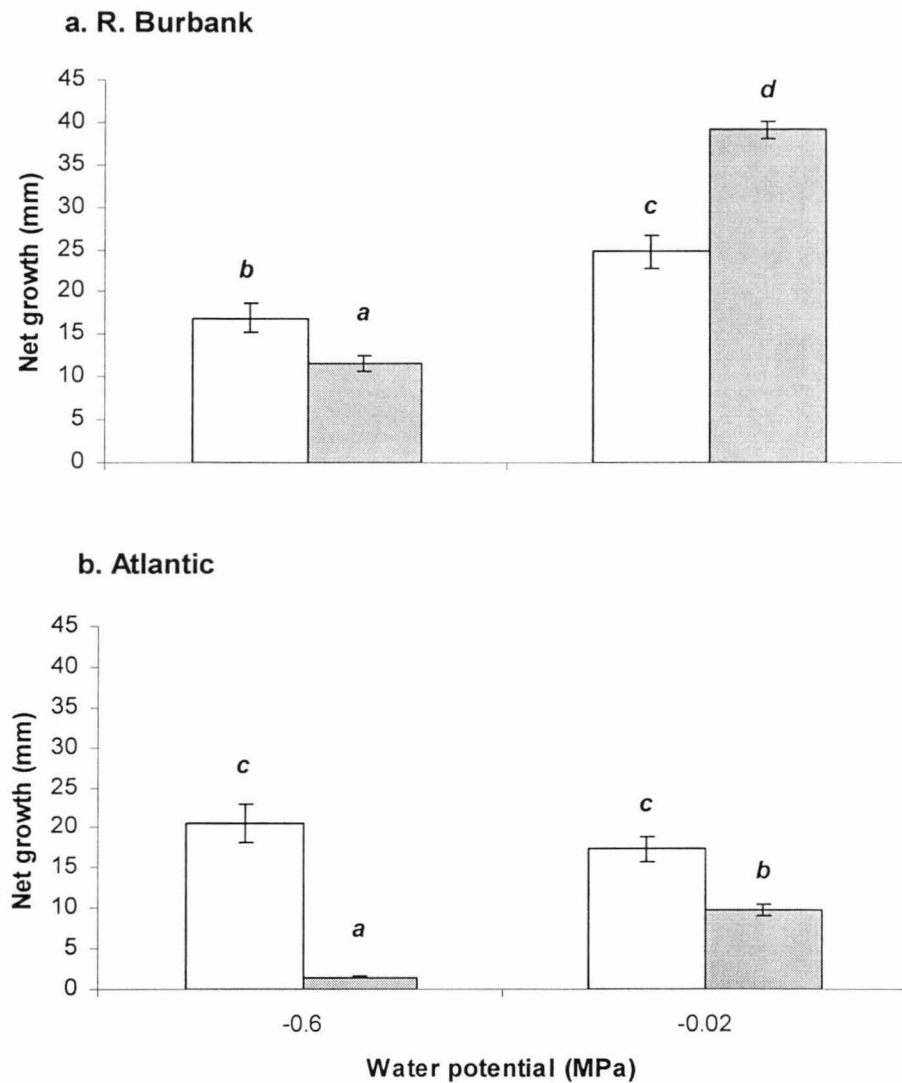 a. R. Burbank
45
40
35
30
25
20
15
10
5
0
Net growth (mm)
b
a
c
d
b. Atlantic
45
40
35
30
25
20
15
10
5
0
Net growth (mm)
c
a
c
b
-0.6
-0.02
Water potential (MPa)